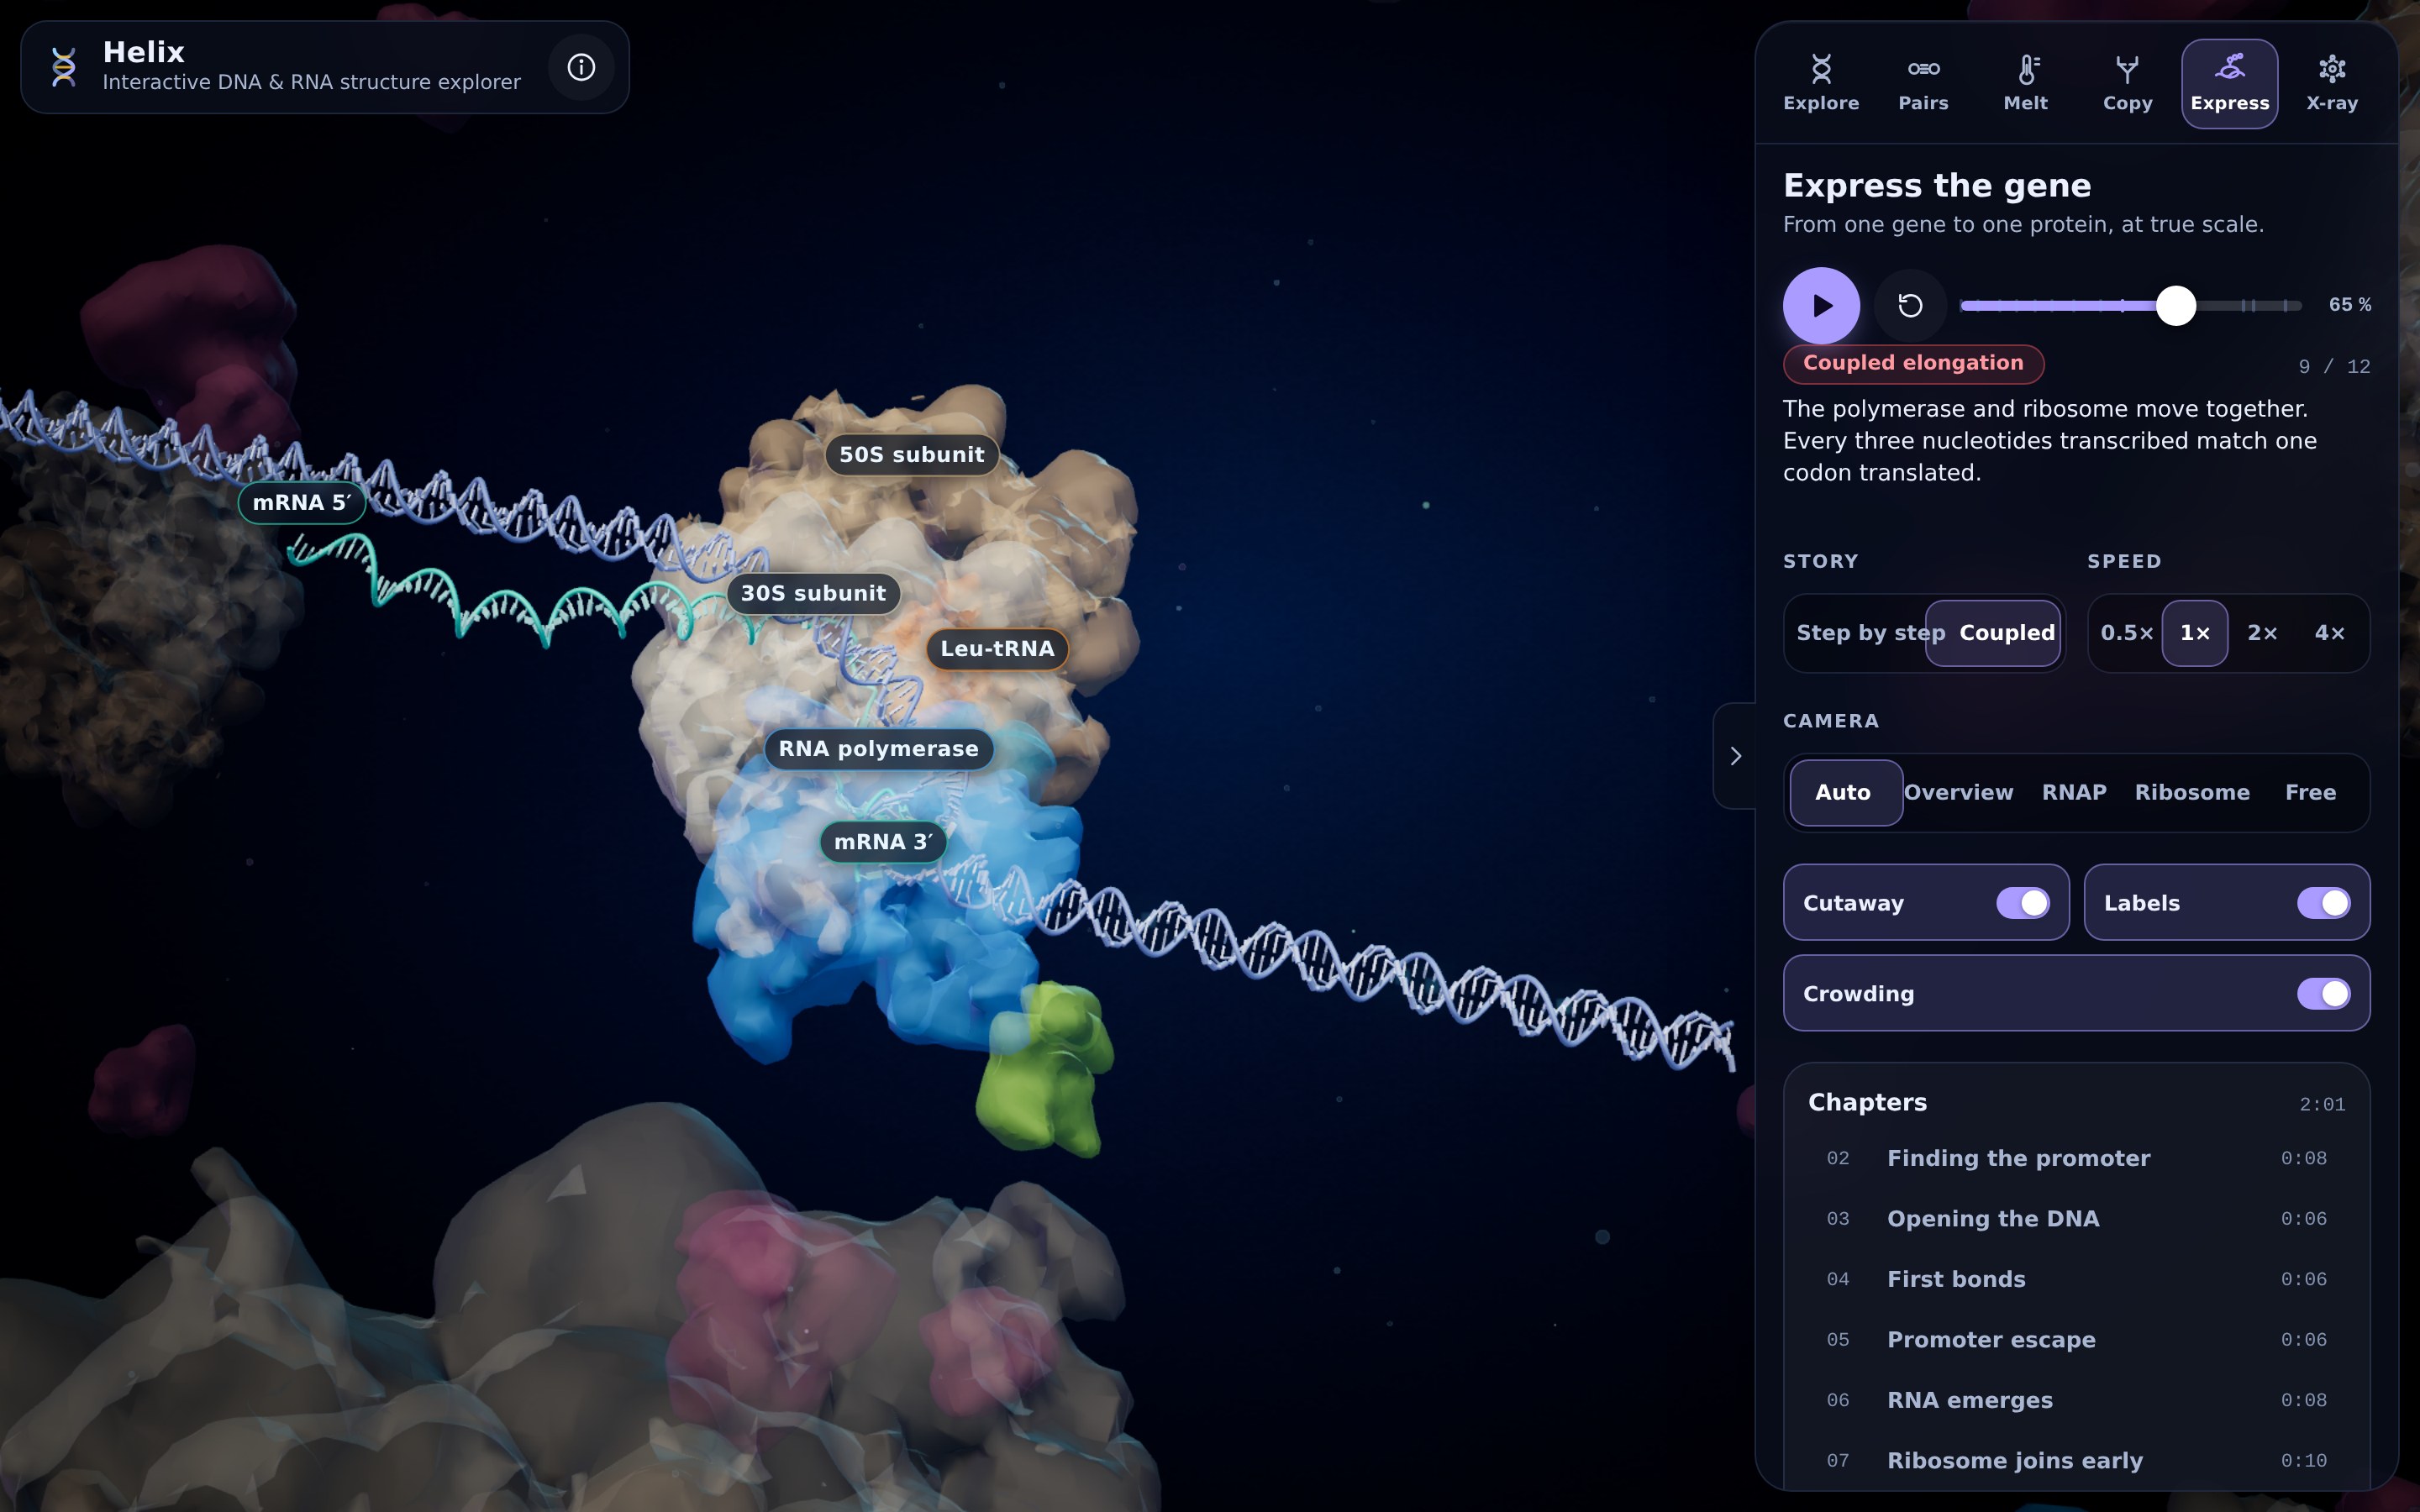 Helix
Interactive DNA & RNA structure explorer
50S subunit
mRNA 5′
30S subunit
Leu-tRNA
RNA polymerase
mRNA 3′
Explore
Pairs
Melt
Copy
Express
X-ray
Express the gene
From one gene to one protein, at true scale.
65 %
Coupled elongation
9 / 12
The polymerase and ribosome move together.
Every three nucleotides transcribed match one
codon translated.
STORY
SPEED
Step by step
Coupled
0.5×
1×
2×
4×
CAMERA
Auto
Overview
RNAP
Ribosome
Free
Cutaway
Labels
Crowding
Chapters
2:01
02 Finding the promoter 0:08
03 Opening the DNA 0:06
04 First bonds 0:06
05 Promoter escape 0:06
06 RNA emerges 0:08
07 Ribosome joins early 0:10